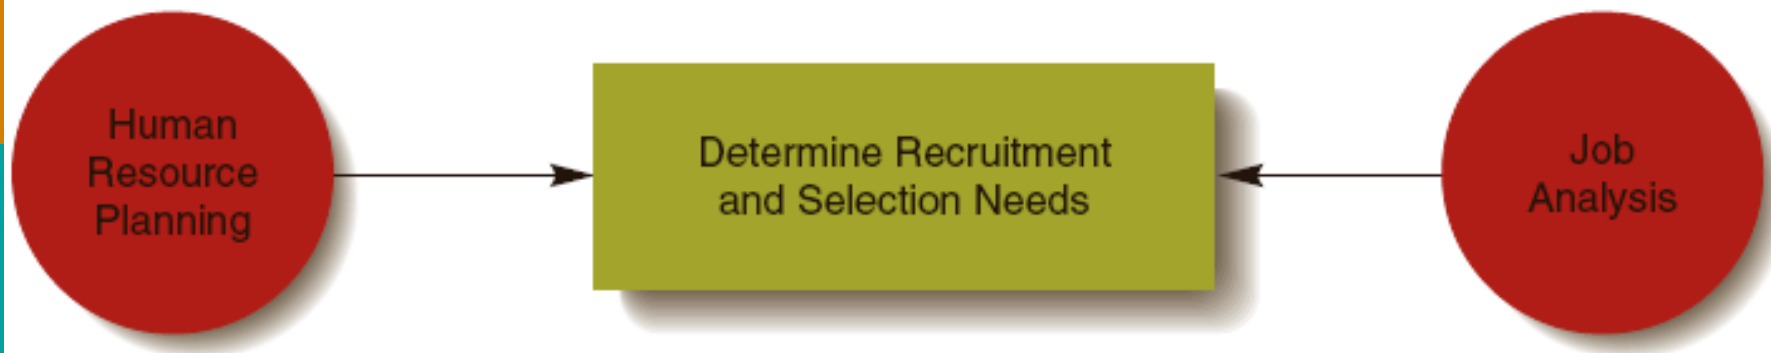 Human
Resource
Planning
Determine Recruitment
and Selection Needs
Job
Analysis